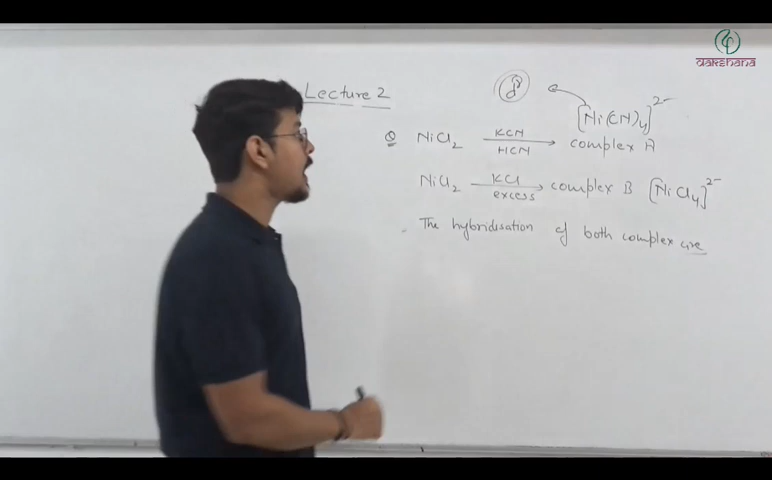 Dakshana
Lecture 2
[Ni(CN)4]2-
Q NiCl2 KCN HCN complex A
NiCl2 KCl excess complex B [NiCl4]2-
The hybridisation of both complex are